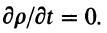 ∂ρ/∂t = 0.